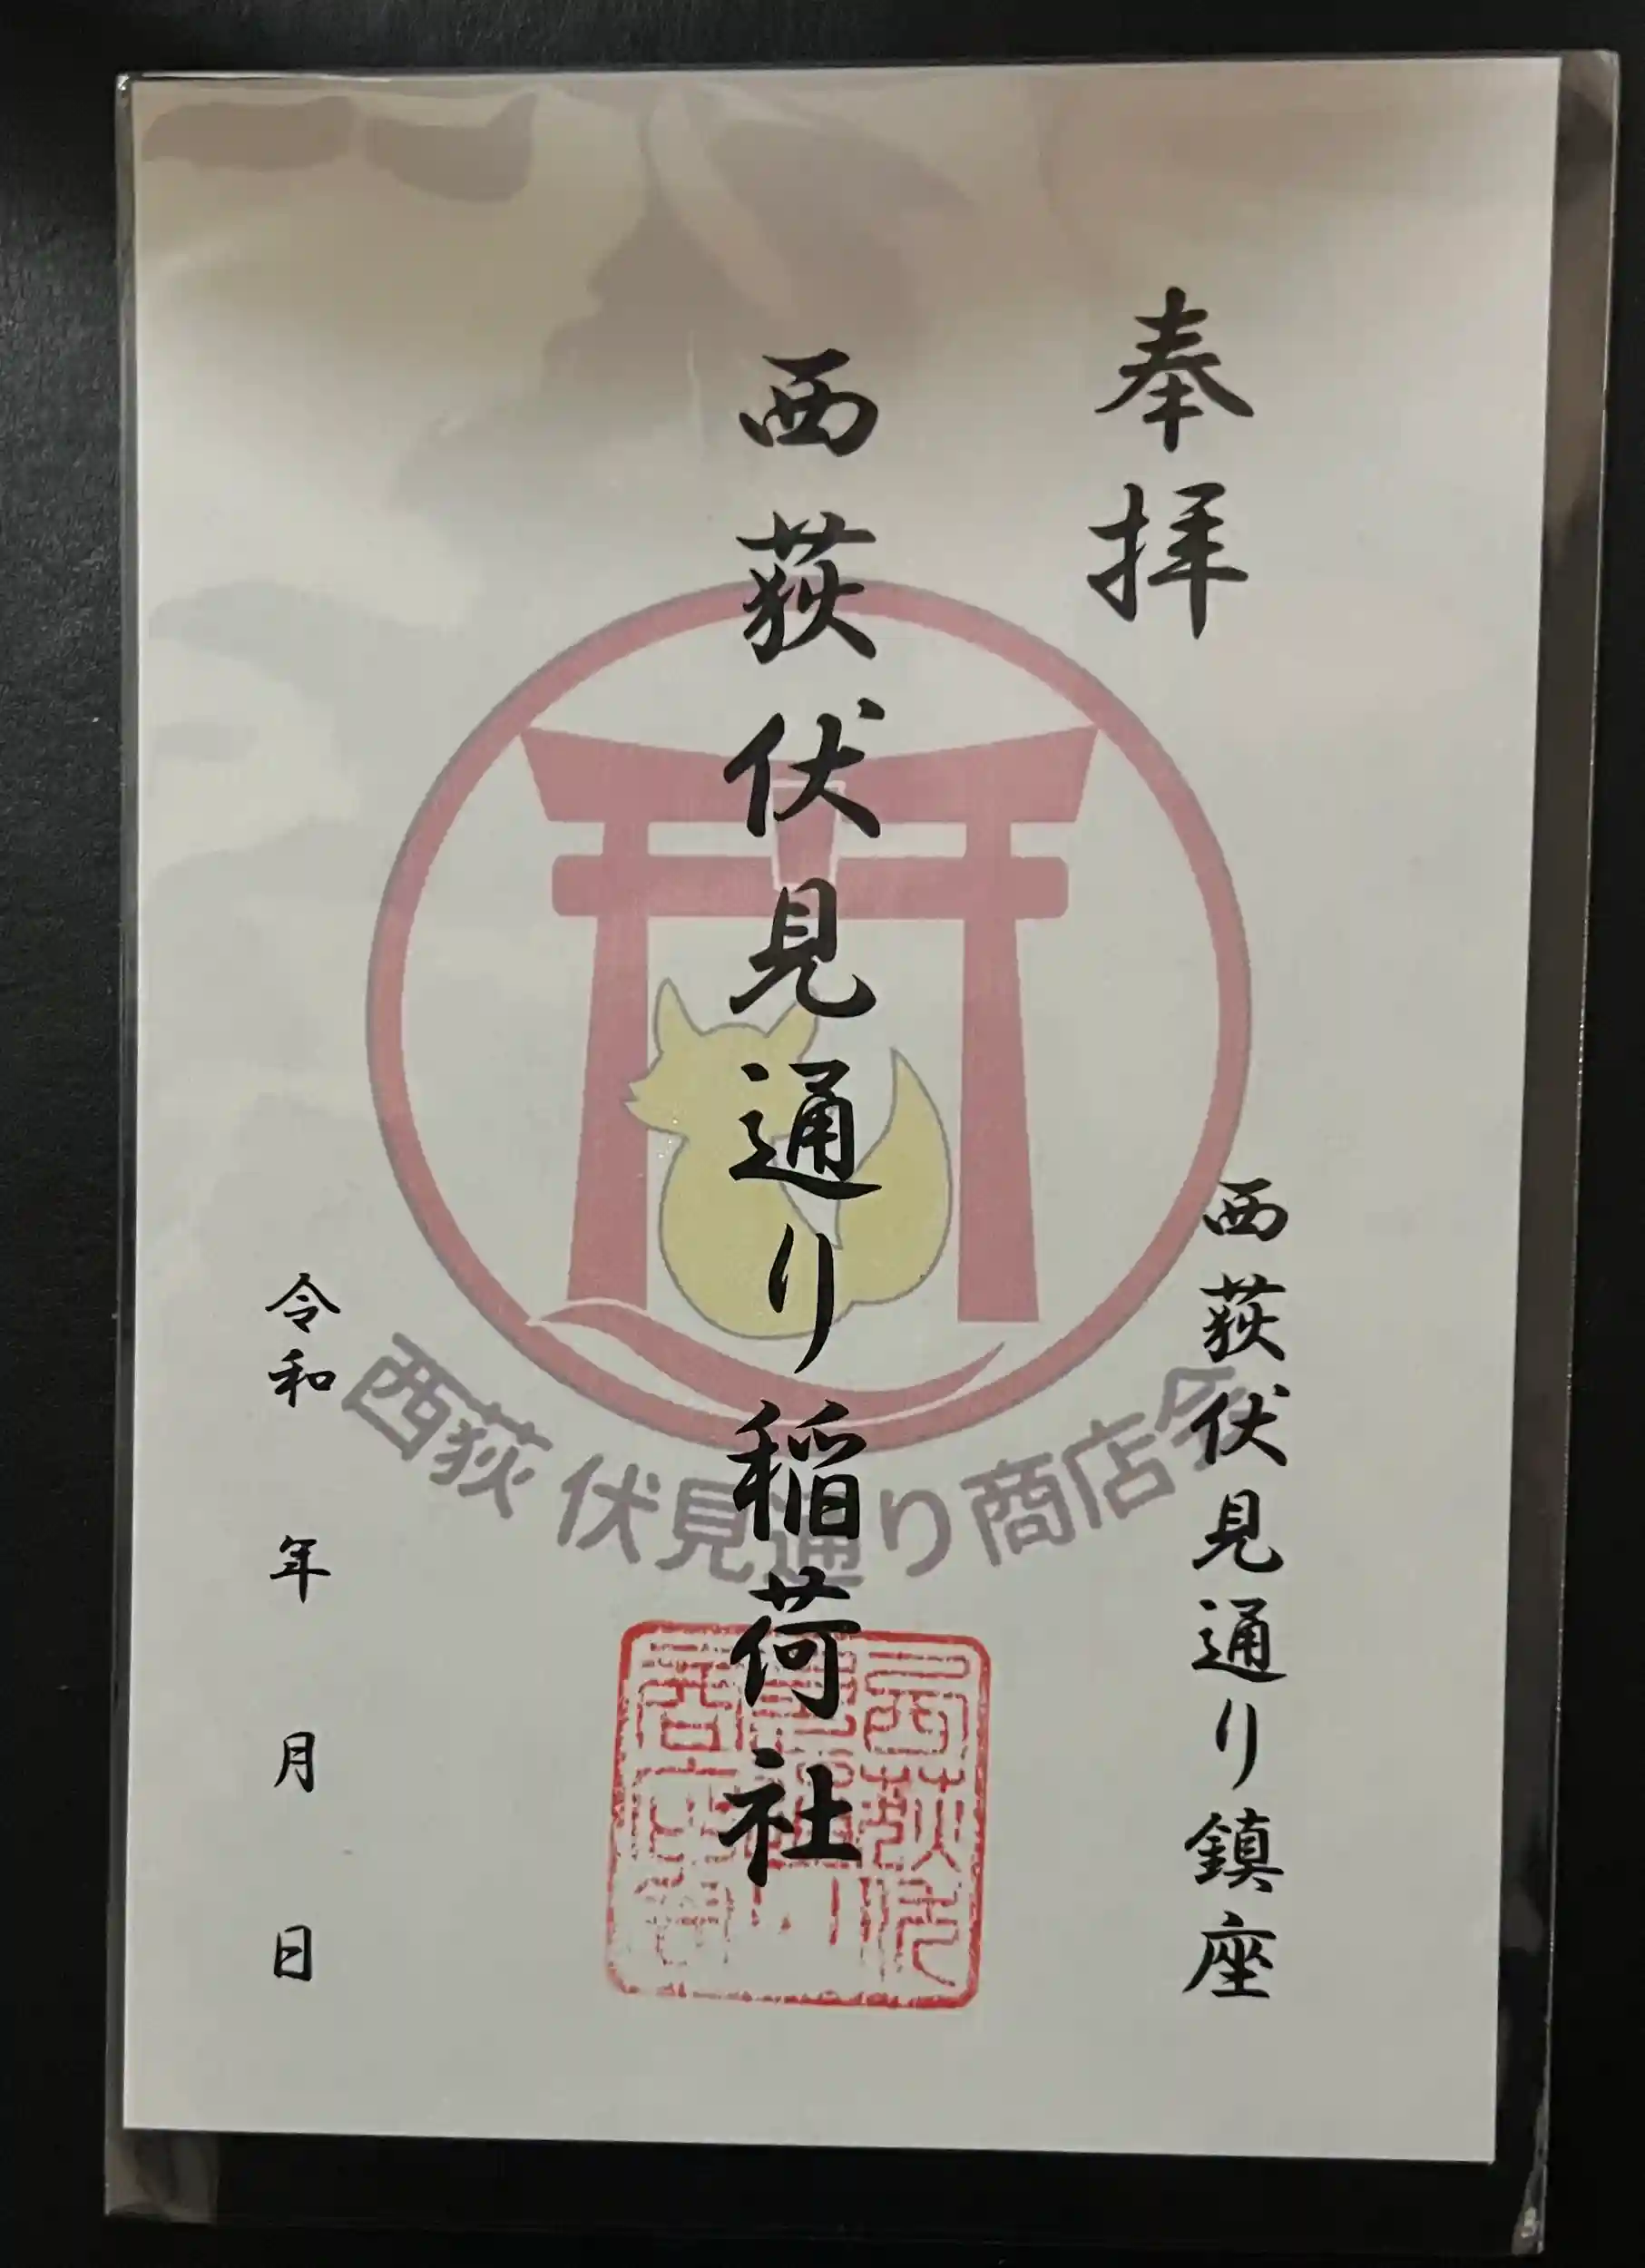 奉拝
西荻伏見通り鎮座
西荻伏見通り稲荷社
西荻 伏見通り商店会
令和 年 月 日